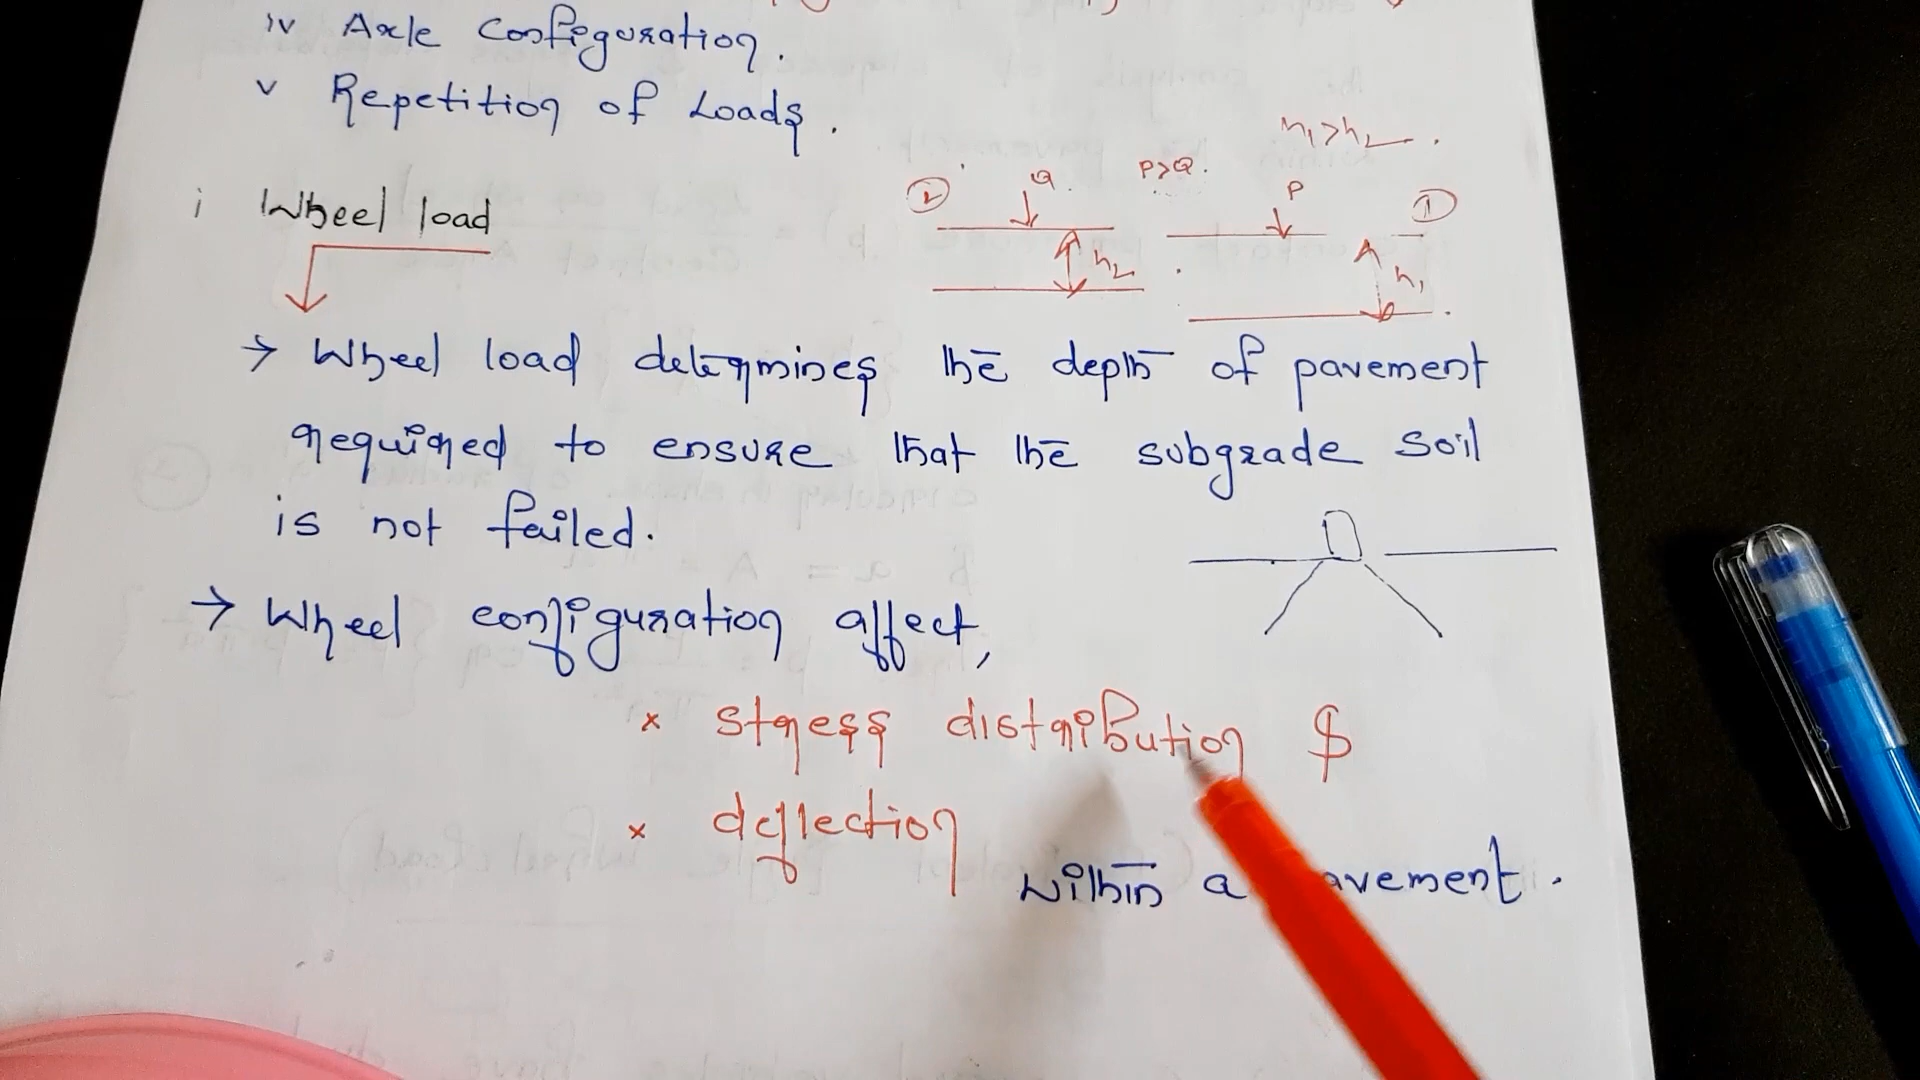 iv Axle Configuration.
v Repetition of Loads.
h₁>h₂.
P>Q.
② Q.
P ①
h₂
h₁
i Wheel load
→ Wheel load determines the depth of pavement
required to ensure that the subgrade soil
is not failed.
→ Wheel configuration affect,
× stress distribution $
× deflection
within a avement.